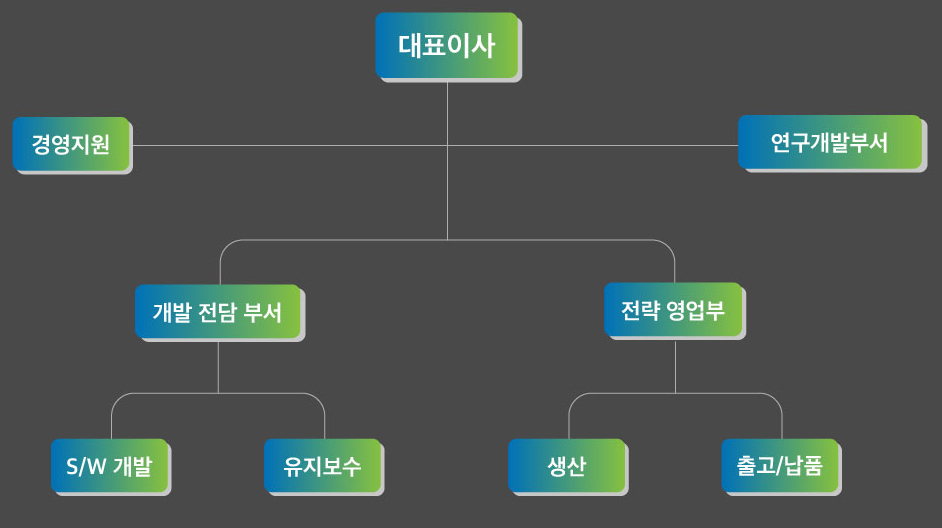 대표이사
경영지원
연구개발부서
개발 전담 부서
전략 영업부
S/W 개발
유지보수
생산
출고/납품